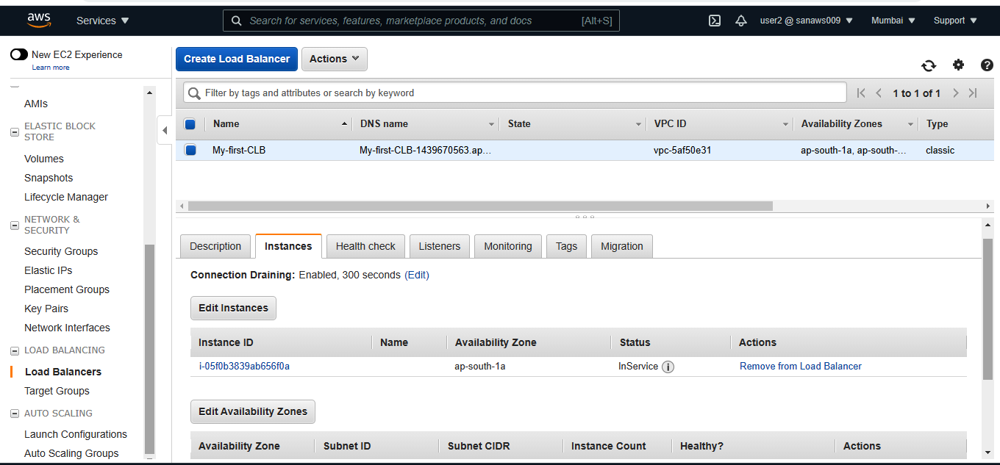 aws Services Search for services, features, marketplace products, and docs [Alt+S] user2 @ sanaws009 Mumbai Support
New EC2 Experience
Learn more
AMIs
ELASTIC BLOCK
STORE
Volumes
Snapshots
Lifecycle Manager
NETWORK &
SECURITY
Security Groups
Elastic IPs
Placement Groups
Key Pairs
Network Interfaces
LOAD BALANCING
Load Balancers
Target Groups
AUTO SCALING
Launch Configurations
Auto Scaling Groups
Create Load Balancer Actions
Filter by tags and attributes or search by keyword 1 to 1 of 1
Name DNS name State VPC ID Availability Zones Type
My-first-CLB My-first-CLB-1439670563.ap... vpc-5af50e31 ap-south-1a, ap-south-... classic
Description Instances Health check Listeners Monitoring Tags Migration
Connection Draining: Enabled, 300 seconds (Edit)
Edit Instances
Instance ID Name Availability Zone Status Actions
i-05f0b3839ab656f0a ap-south-1a InService Remove from Load Balancer
Edit Availability Zones
Availability Zone Subnet ID Subnet CIDR Instance Count Healthy? Actions